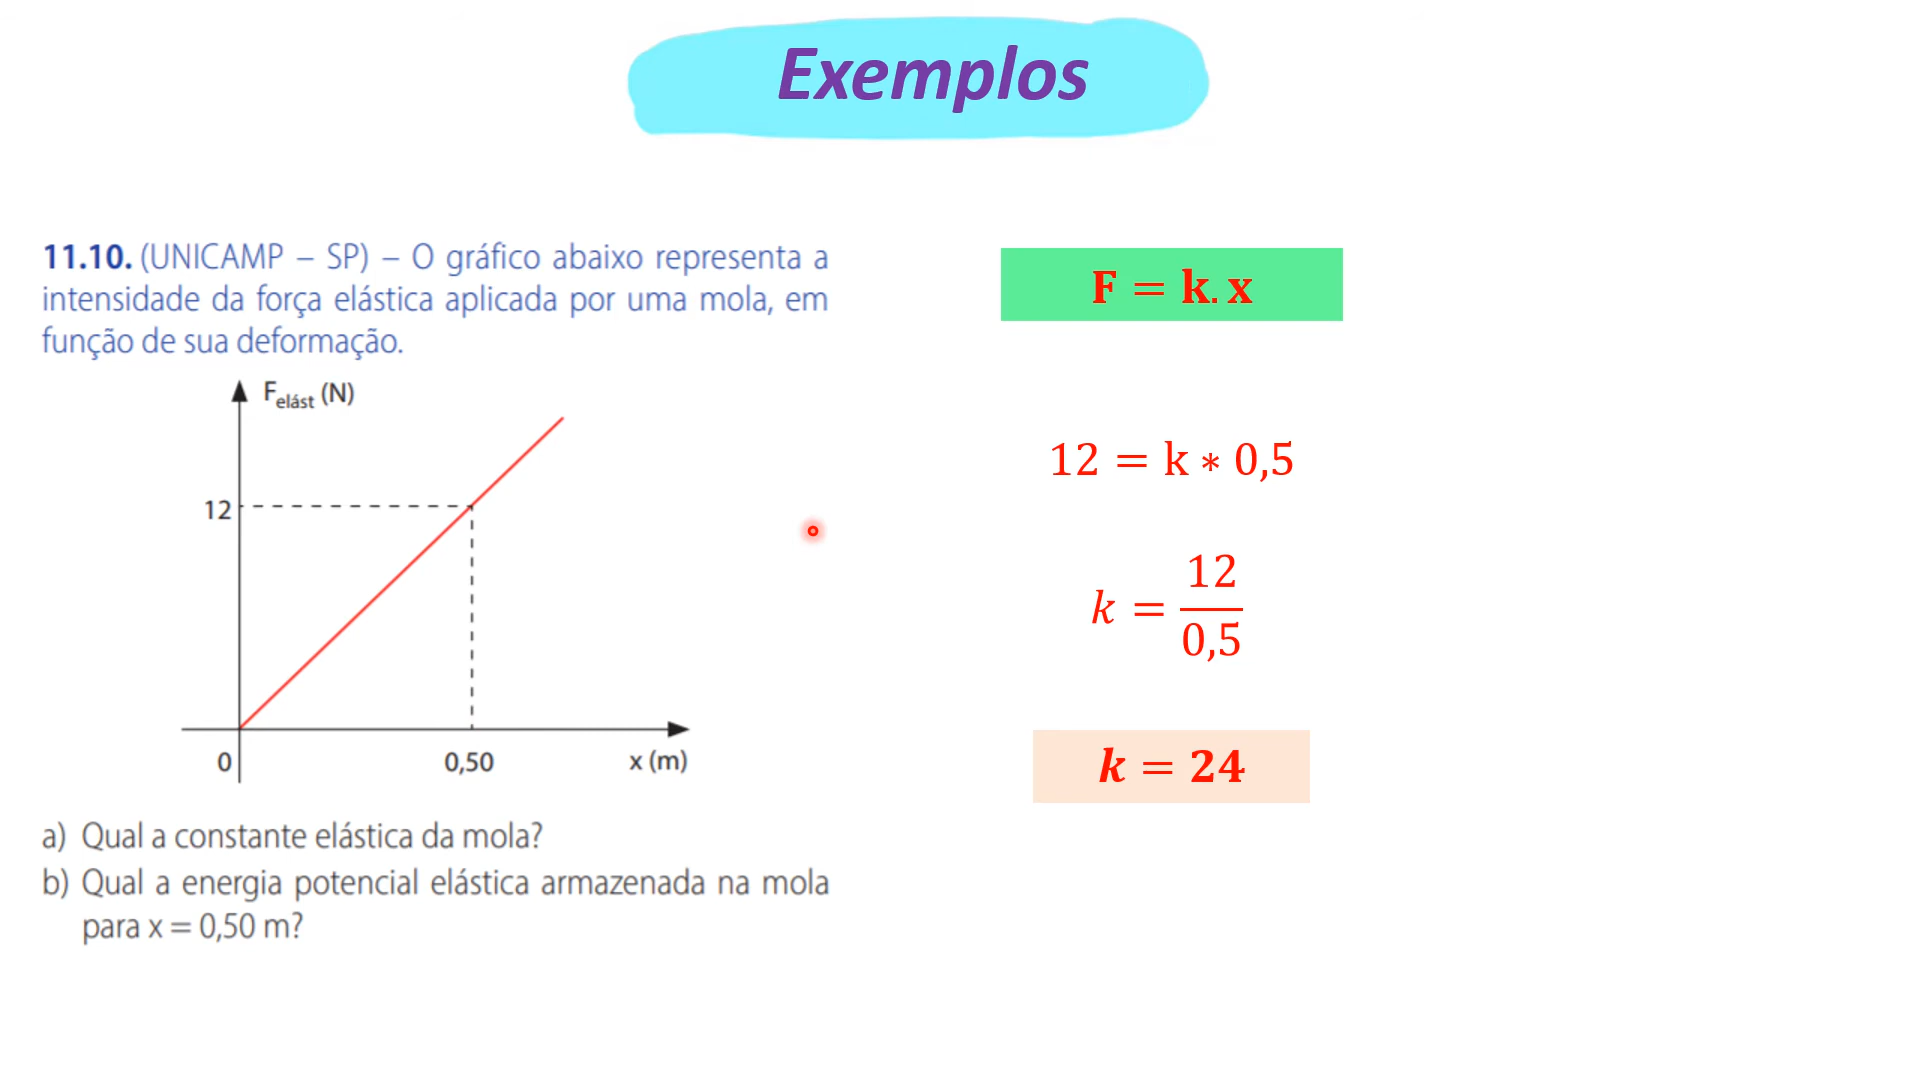 Exemplos
11.10. (UNICAMP – SP) – O gráfico abaixo representa a
intensidade da força elástica aplicada por uma mola, em
função de sua deformação.
F_elást (N)
12
0
0,50
x (m)
a) Qual a constante elástica da mola?
b) Qual a energia potencial elástica armazenada na mola
para x = 0,50 m?
F = k. x
12 = k ∗ 0,5
k = 12/0,5
k = 24